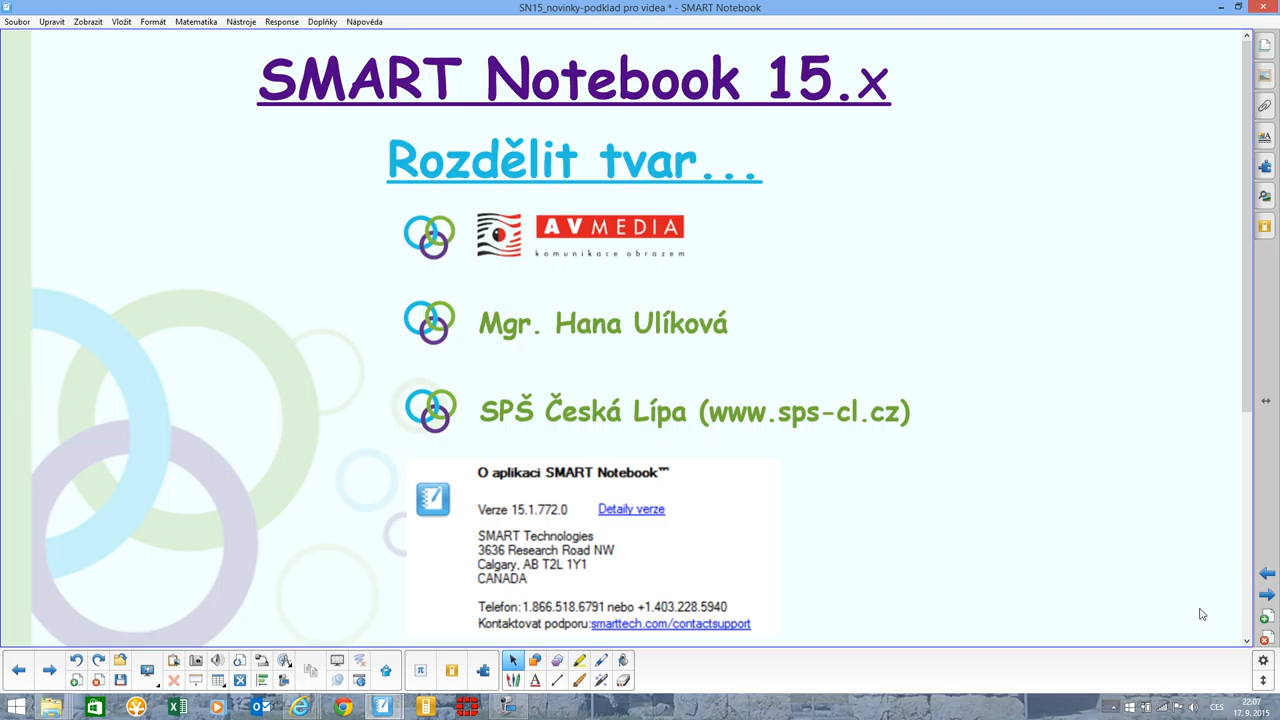 SN15_novinky-podklad pro videa * - SMART Notebook
Soubor Upravit Zobrazit Vložit Formát Matematika Nástroje Response Doplňky Nápověda
SMART Notebook 15.x
Rozdělit tvar...
AV MEDIA
komunikace obrazem
Mgr. Hana Ulíková
SPŠ Česká Lípa (www.sps-cl.cz)
O aplikaci SMART Notebook™
Verze 15.1.772.0 Detaily verze
SMART Technologies
3636 Research Road NW
Calgary, AB T2L 1Y1
CANADA
Telefon:1.866.518.6791 nebo +1.403.228.5940
Kontaktovat podporu:smarttech.com/contactsupport
CES
22:07
17. 9. 2015